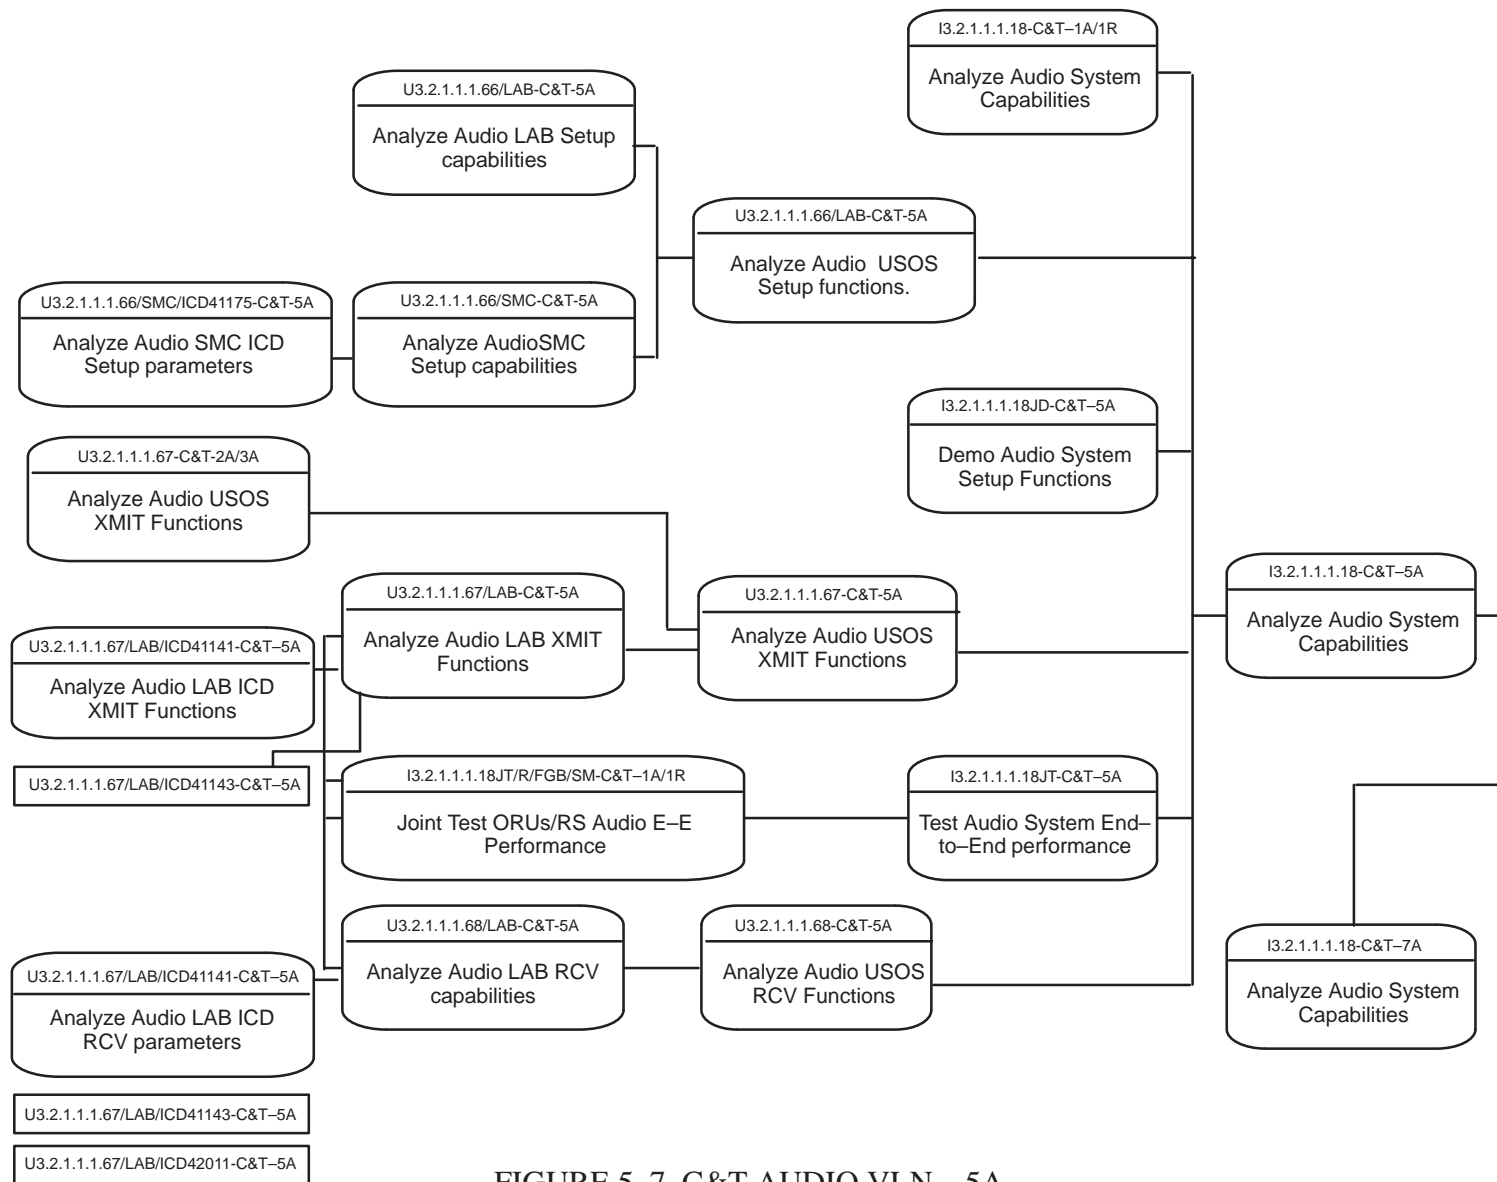 I3.2.1.1.1.18-C&T–1A/1R
Analyze Audio System
Capabilities
U3.2.1.1.1.66/LAB-C&T-5A
Analyze Audio LAB Setup
capabilities
U3.2.1.1.1.66/LAB-C&T-5A
Analyze Audio  USOS
Setup functions.
U3.2.1.1.1.66/SMC/ICD41175-C&T-5A
Analyze Audio SMC ICD
Setup parameters
U3.2.1.1.1.66/SMC-C&T-5A
Analyze AudioSMC
Setup capabilities
I3.2.1.1.1.18JD-C&T–5A
Demo Audio System
Setup Functions
U3.2.1.1.1.67-C&T-2A/3A
Analyze Audio USOS
XMIT Functions
U3.2.1.1.1.67/LAB-C&T-5A
Analyze Audio LAB XMIT
Functions
U3.2.1.1.1.67-C&T-5A
Analyze Audio USOS
XMIT Functions
I3.2.1.1.1.18-C&T–5A
Analyze Audio System
Capabilities
U3.2.1.1.1.67/LAB/ICD41141-C&T–5A
Analyze Audio LAB ICD
XMIT Functions
U3.2.1.1.1.67/LAB/ICD41143-C&T–5A
I3.2.1.1.1.18JT/R/FGB/SM-C&T–1A/1R
Joint Test ORUs/RS Audio E–E
Performance
I3.2.1.1.1.18JT-C&T–5A
Test Audio System End–
to–End performance
U3.2.1.1.1.68/LAB-C&T-5A
Analyze Audio LAB RCV
capabilities
U3.2.1.1.1.68-C&T-5A
Analyze Audio USOS
RCV Functions
I3.2.1.1.1.18-C&T–7A
Analyze Audio System
Capabilities
U3.2.1.1.1.67/LAB/ICD41141-C&T–5A
Analyze Audio LAB ICD
RCV parameters
U3.2.1.1.1.67/LAB/ICD41143-C&T–5A
U3.2.1.1.1.67/LAB/ICD42011-C&T–5A
FIGURE 5–7  C&T AUDIO VLN – 5A